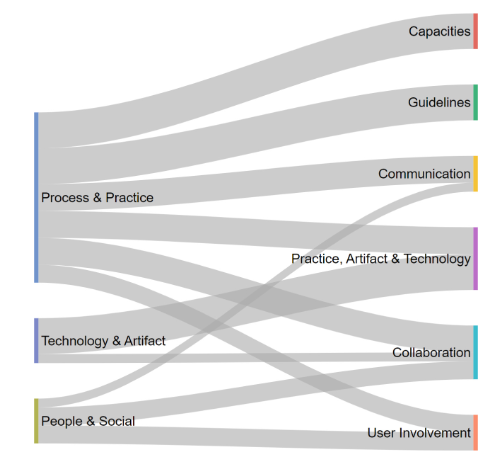 Capacities
Guidelines
Communication
Process & Practice
Practice, Artifact & Technology
Technology & Artifact
Collaboration
People & Social
User Involvement